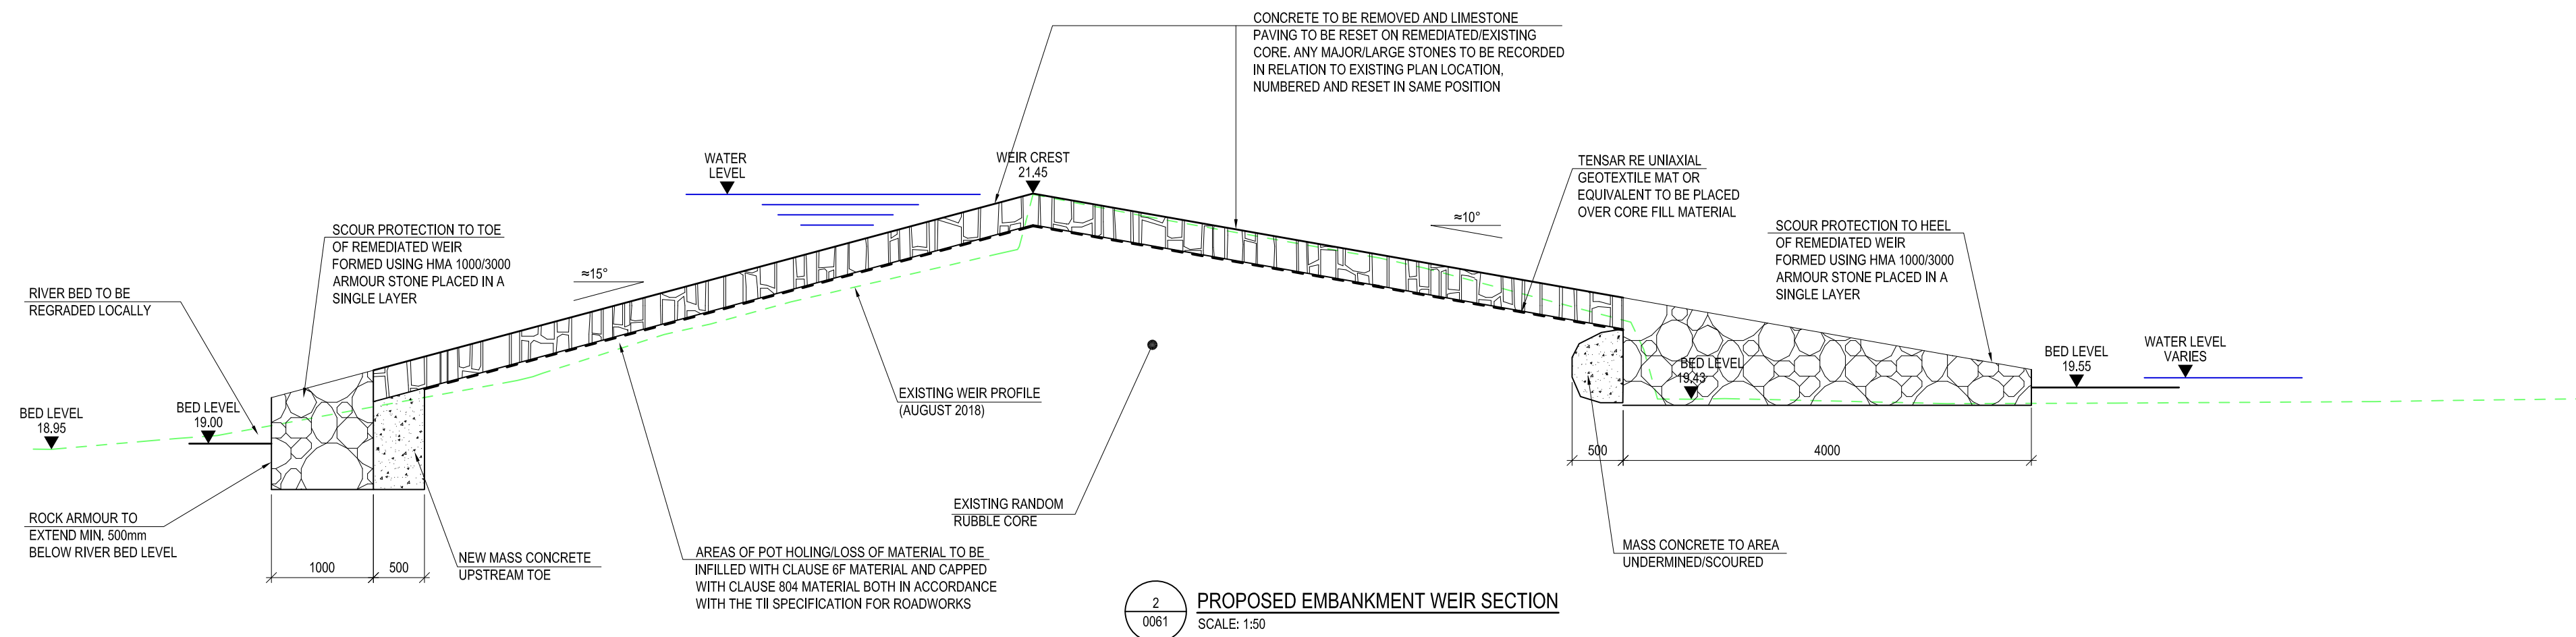 CONCRETE TO BE REMOVED AND LIMESTONE
PAVING TO BE RESET ON REMEDIATED/EXISTING
CORE. ANY MAJOR/LARGE STONES TO BE RECORDED
IN RELATION TO EXISTING PLAN LOCATION,
NUMBERED AND RESET IN SAME POSITION
WATER
LEVEL
WEIR CREST
21.45
TENSAR RE UNIAXIAL
GEOTEXTILE MAT OR
EQUIVALENT TO BE PLACED
OVER CORE FILL MATERIAL
≈10°
SCOUR PROTECTION TO TOE
OF REMEDIATED WEIR
FORMED USING HMA 1000/3000
ARMOUR STONE PLACED IN A
SINGLE LAYER
SCOUR PROTECTION TO HEEL
OF REMEDIATED WEIR
FORMED USING HMA 1000/3000
ARMOUR STONE PLACED IN A
SINGLE LAYER
≈15°
RIVER BED TO BE
REGRADED LOCALLY
WATER LEVEL
VARIES
BED LEVEL
19.55
BED LEVEL
19.43
EXISTING WEIR PROFILE
(AUGUST 2018)
BED LEVEL
18.95
BED LEVEL
19.00
500
4000
EXISTING RANDOM
RUBBLE CORE
ROCK ARMOUR TO
EXTEND MIN. 500mm
BELOW RIVER BED LEVEL
NEW MASS CONCRETE
UPSTREAM TOE
1000
500
AREAS OF POT HOLING/LOSS OF MATERIAL TO BE
INFILLED WITH CLAUSE 6F MATERIAL AND CAPPED
WITH CLAUSE 804 MATERIAL BOTH IN ACCORDANCE
WITH THE TII SPECIFICATION FOR ROADWORKS
MASS CONCRETE TO AREA
UNDERMINED/SCOURED
2
0061
PROPOSED EMBANKMENT WEIR SECTION
SCALE: 1:50